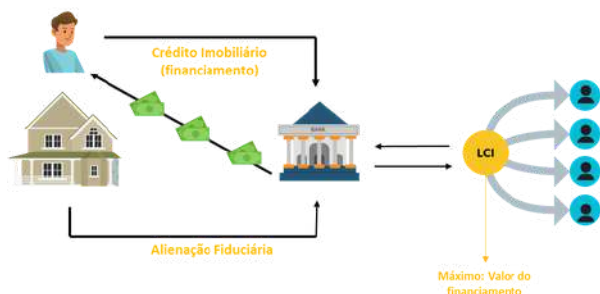 Crédito Imobiliário
(financiamento)
BANK
LCI
Alienação Fiduciária
Máximo: Valor do
financiamento